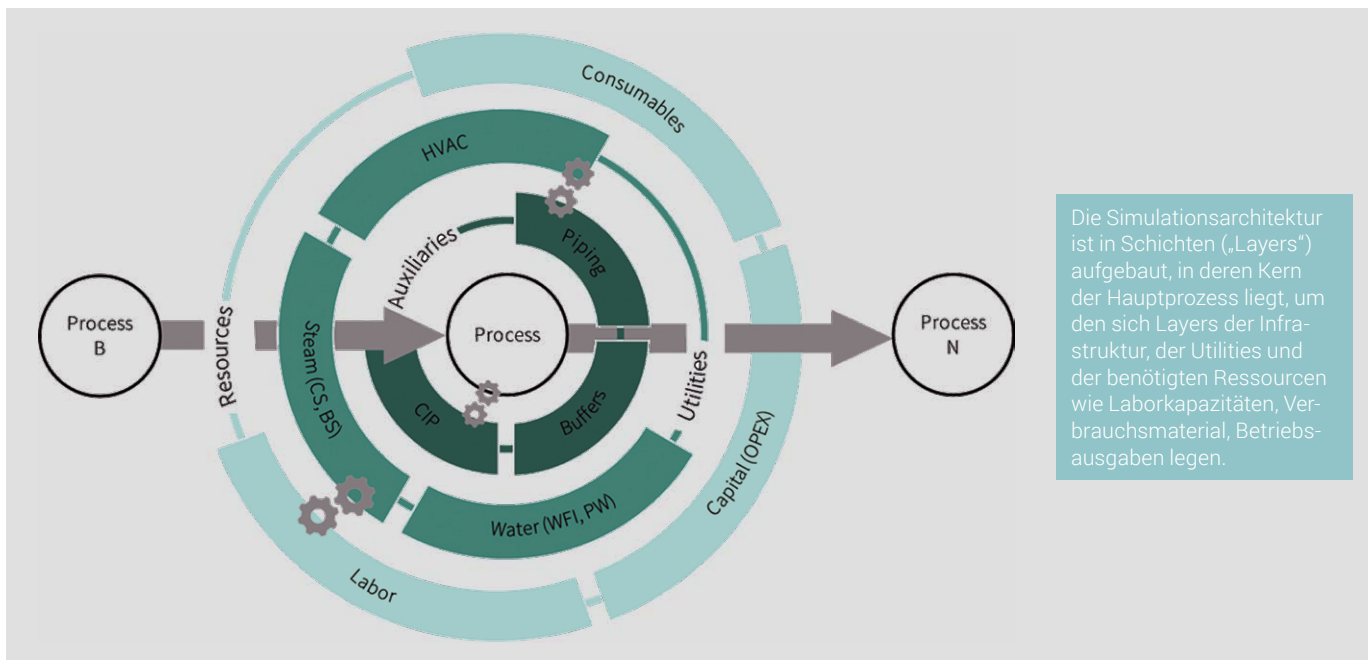 Consumables
HVAC
Piping
Auxiliaries
Process
B
Resources
Steam (CS, BS)
Process
CIP
Buffers
Utilities
Process
N
Capital (OPEX)
Water (WFI, PW)
Labor
Die Simulationsarchitektur
ist in Schichten („Layers“)
aufgebaut, in deren Kern
der Hauptprozess liegt, um
den sich Layers der Infra-
struktur, der Utilities und
der benötigten Ressourcen
wie Laborkapazitäten, Ver-
brauchsmaterial, Betriebs-
ausgaben legen.